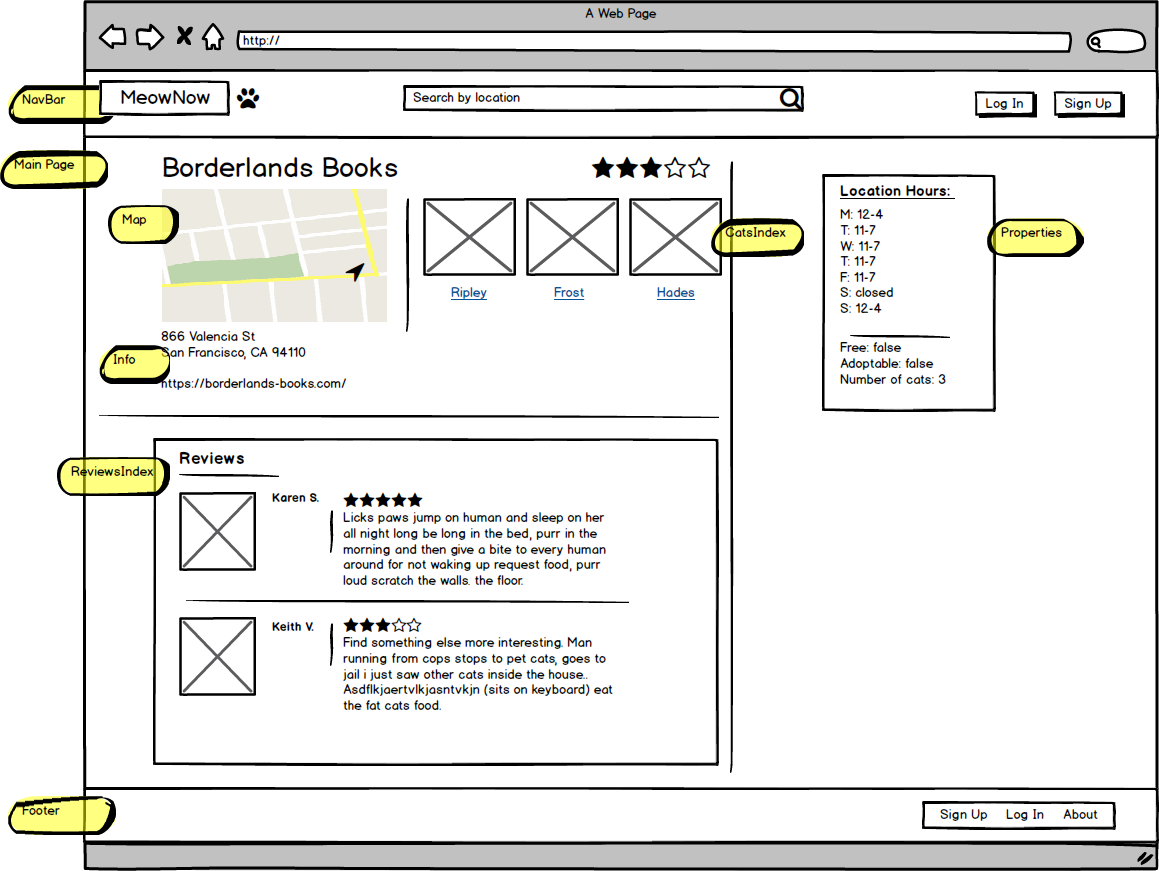 A Web Page
http://
NavBar
MeowNow
Search by location
Log In
Sign Up
Main Page
Borderlands Books
Map
Ripley
Frost
Hades
CatsIndex
866 Valencia St
San Francisco, CA 94110
Info
https://borderlands-books.com/
Location Hours:
M: 12-4
T: 11-7
W: 11-7
T: 11-7
F: 11-7
S: closed
S: 12-4
Free: false
Adoptable: false
Number of cats: 3
Properties
ReviewsIndex
Reviews
Karen S.
Licks paws jump on human and sleep on her
all night long be long in the bed, purr in the
morning and then give a bite to every human
around for not waking up request food, purr
loud scratch the walls. the floor.
Keith V.
Find something else more interesting. Man
running from cops stops to pet cats, goes to
jail i just saw other cats inside the house..
Asdflkjaertvlkjasntvkjn (sits on keyboard) eat
the fat cats food.
Footer
Sign Up Log In About